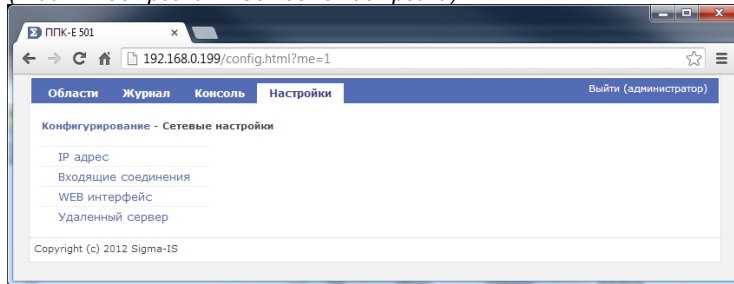 ППК-Е 501
192.168.0.199/config.html?me=1
Области Журнал Консоль Настройки Выйти (администратор)
Конфигурирование - Сетевые настройки
IP адрес
Входящие соединения
WEB интерфейс
Удаленный сервер
Copyright (c) 2012 Sigma-IS